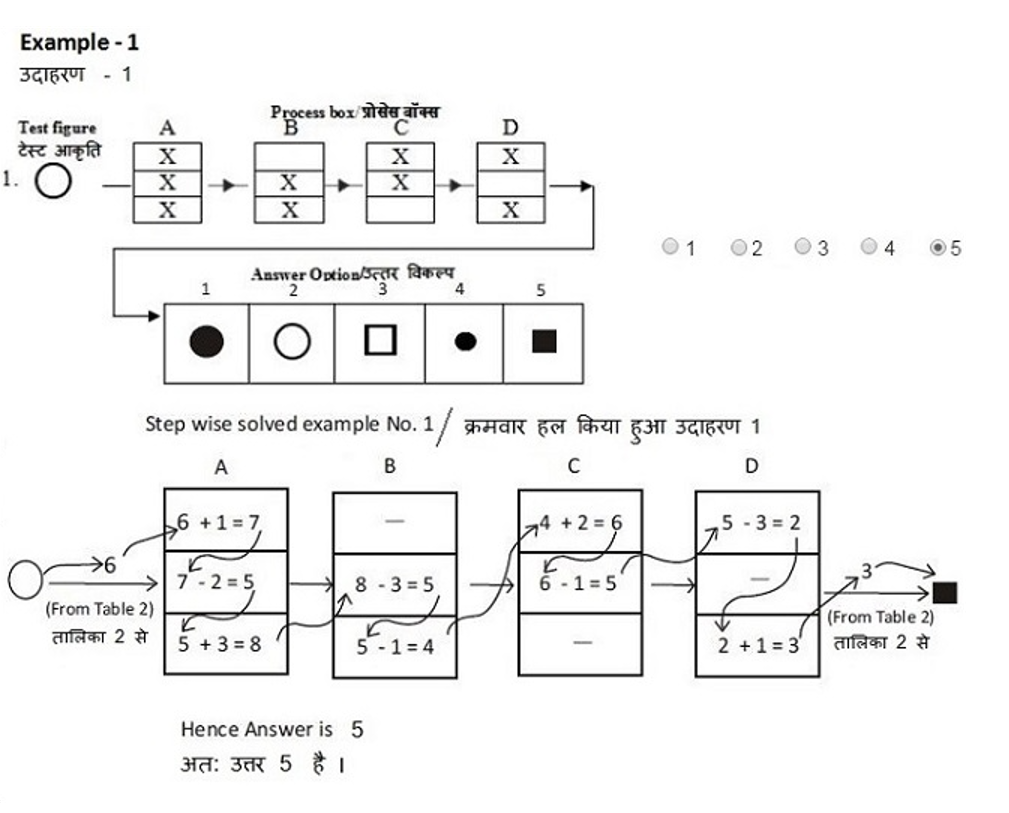 Example - 1
उदाहरण - 1
Process box/प्रोसेस बॉक्स
Test figure
टेस्ट आकृति
A B C D
1.
X X X
X X X
X X X
1 2 3 4 5
Answer Option/उत्तर विकल्प
1 2 3 4 5
Step wise solved example No. 1 / क्रमवार हल किया हुआ उदाहरण 1
A B C D
6 + 1 = 7 — 4 + 2 = 6 5 - 3 = 2
6 7 - 2 = 5 8 - 3 = 5 6 - 1 = 5 — 3
(From Table 2) (From Table 2)
तालिका 2 से 5 + 3 = 8 5 - 1 = 4 — 2 + 1 = 3 तालिका 2 से
Hence Answer is 5
अत: उत्तर 5 है ।